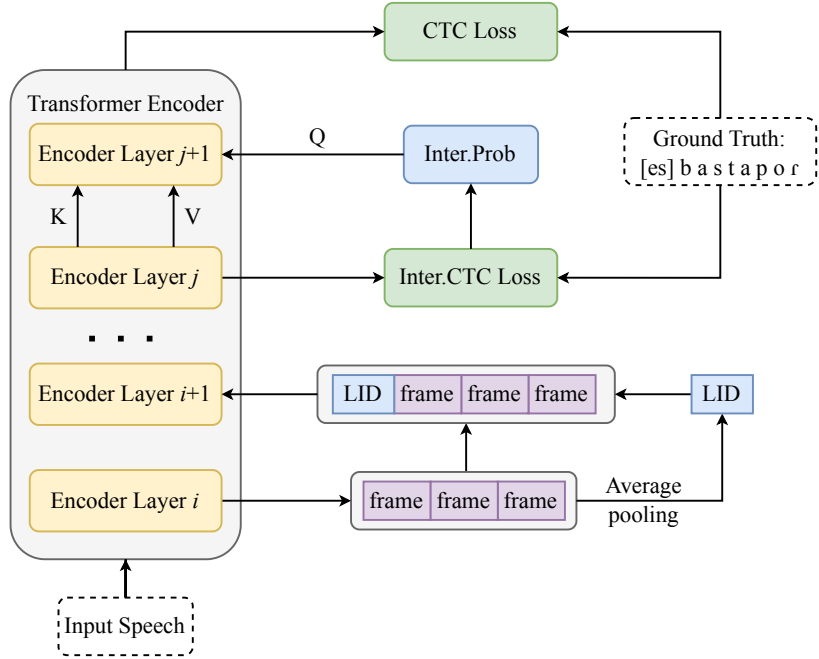 CTC Loss
Transformer Encoder
Encoder Layer j+1
Q
Inter.Prob
Ground Truth:
[es] b a s t a p o ɾ
K
V
Encoder Layer j
Inter.CTC Loss
. . .
Encoder Layer i+1
LID frame frame frame
LID
Encoder Layer i
frame frame frame
Average
pooling
Input Speech